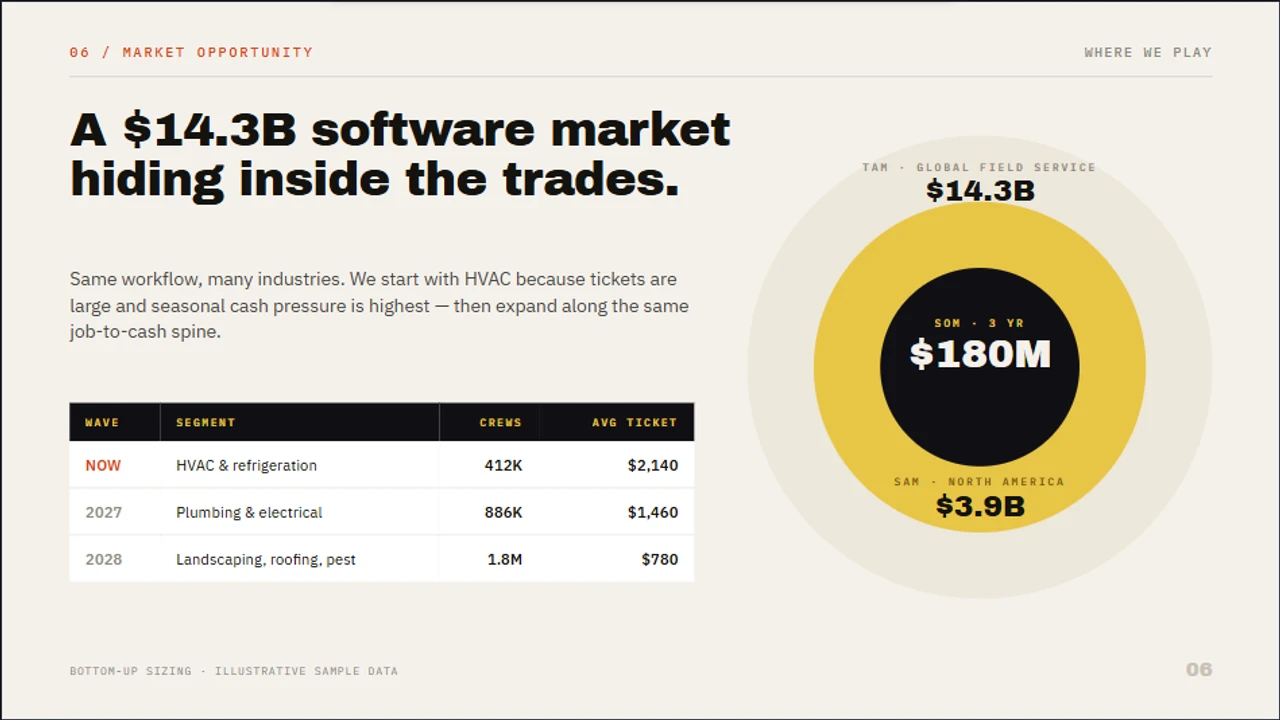 06 / MARKET OPPORTUNITY
WHERE WE PLAY
A $14.3B software market
hiding inside the trades.
Same workflow, many industries. We start with HVAC because tickets are
large and seasonal cash pressure is highest — then expand along the same
job-to-cash spine.
WAVE SEGMENT CREWS AVG TICKET
NOW HVAC & refrigeration 412K $2,140
2027 Plumbing & electrical 886K $1,460
2028 Landscaping, roofing, pest 1.8M $780
TAM · GLOBAL FIELD SERVICE
$14.3B
SOM · 3 YR
$180M
SAM · NORTH AMERICA
$3.9B
BOTTOM-UP SIZING · ILLUSTRATIVE SAMPLE DATA
06